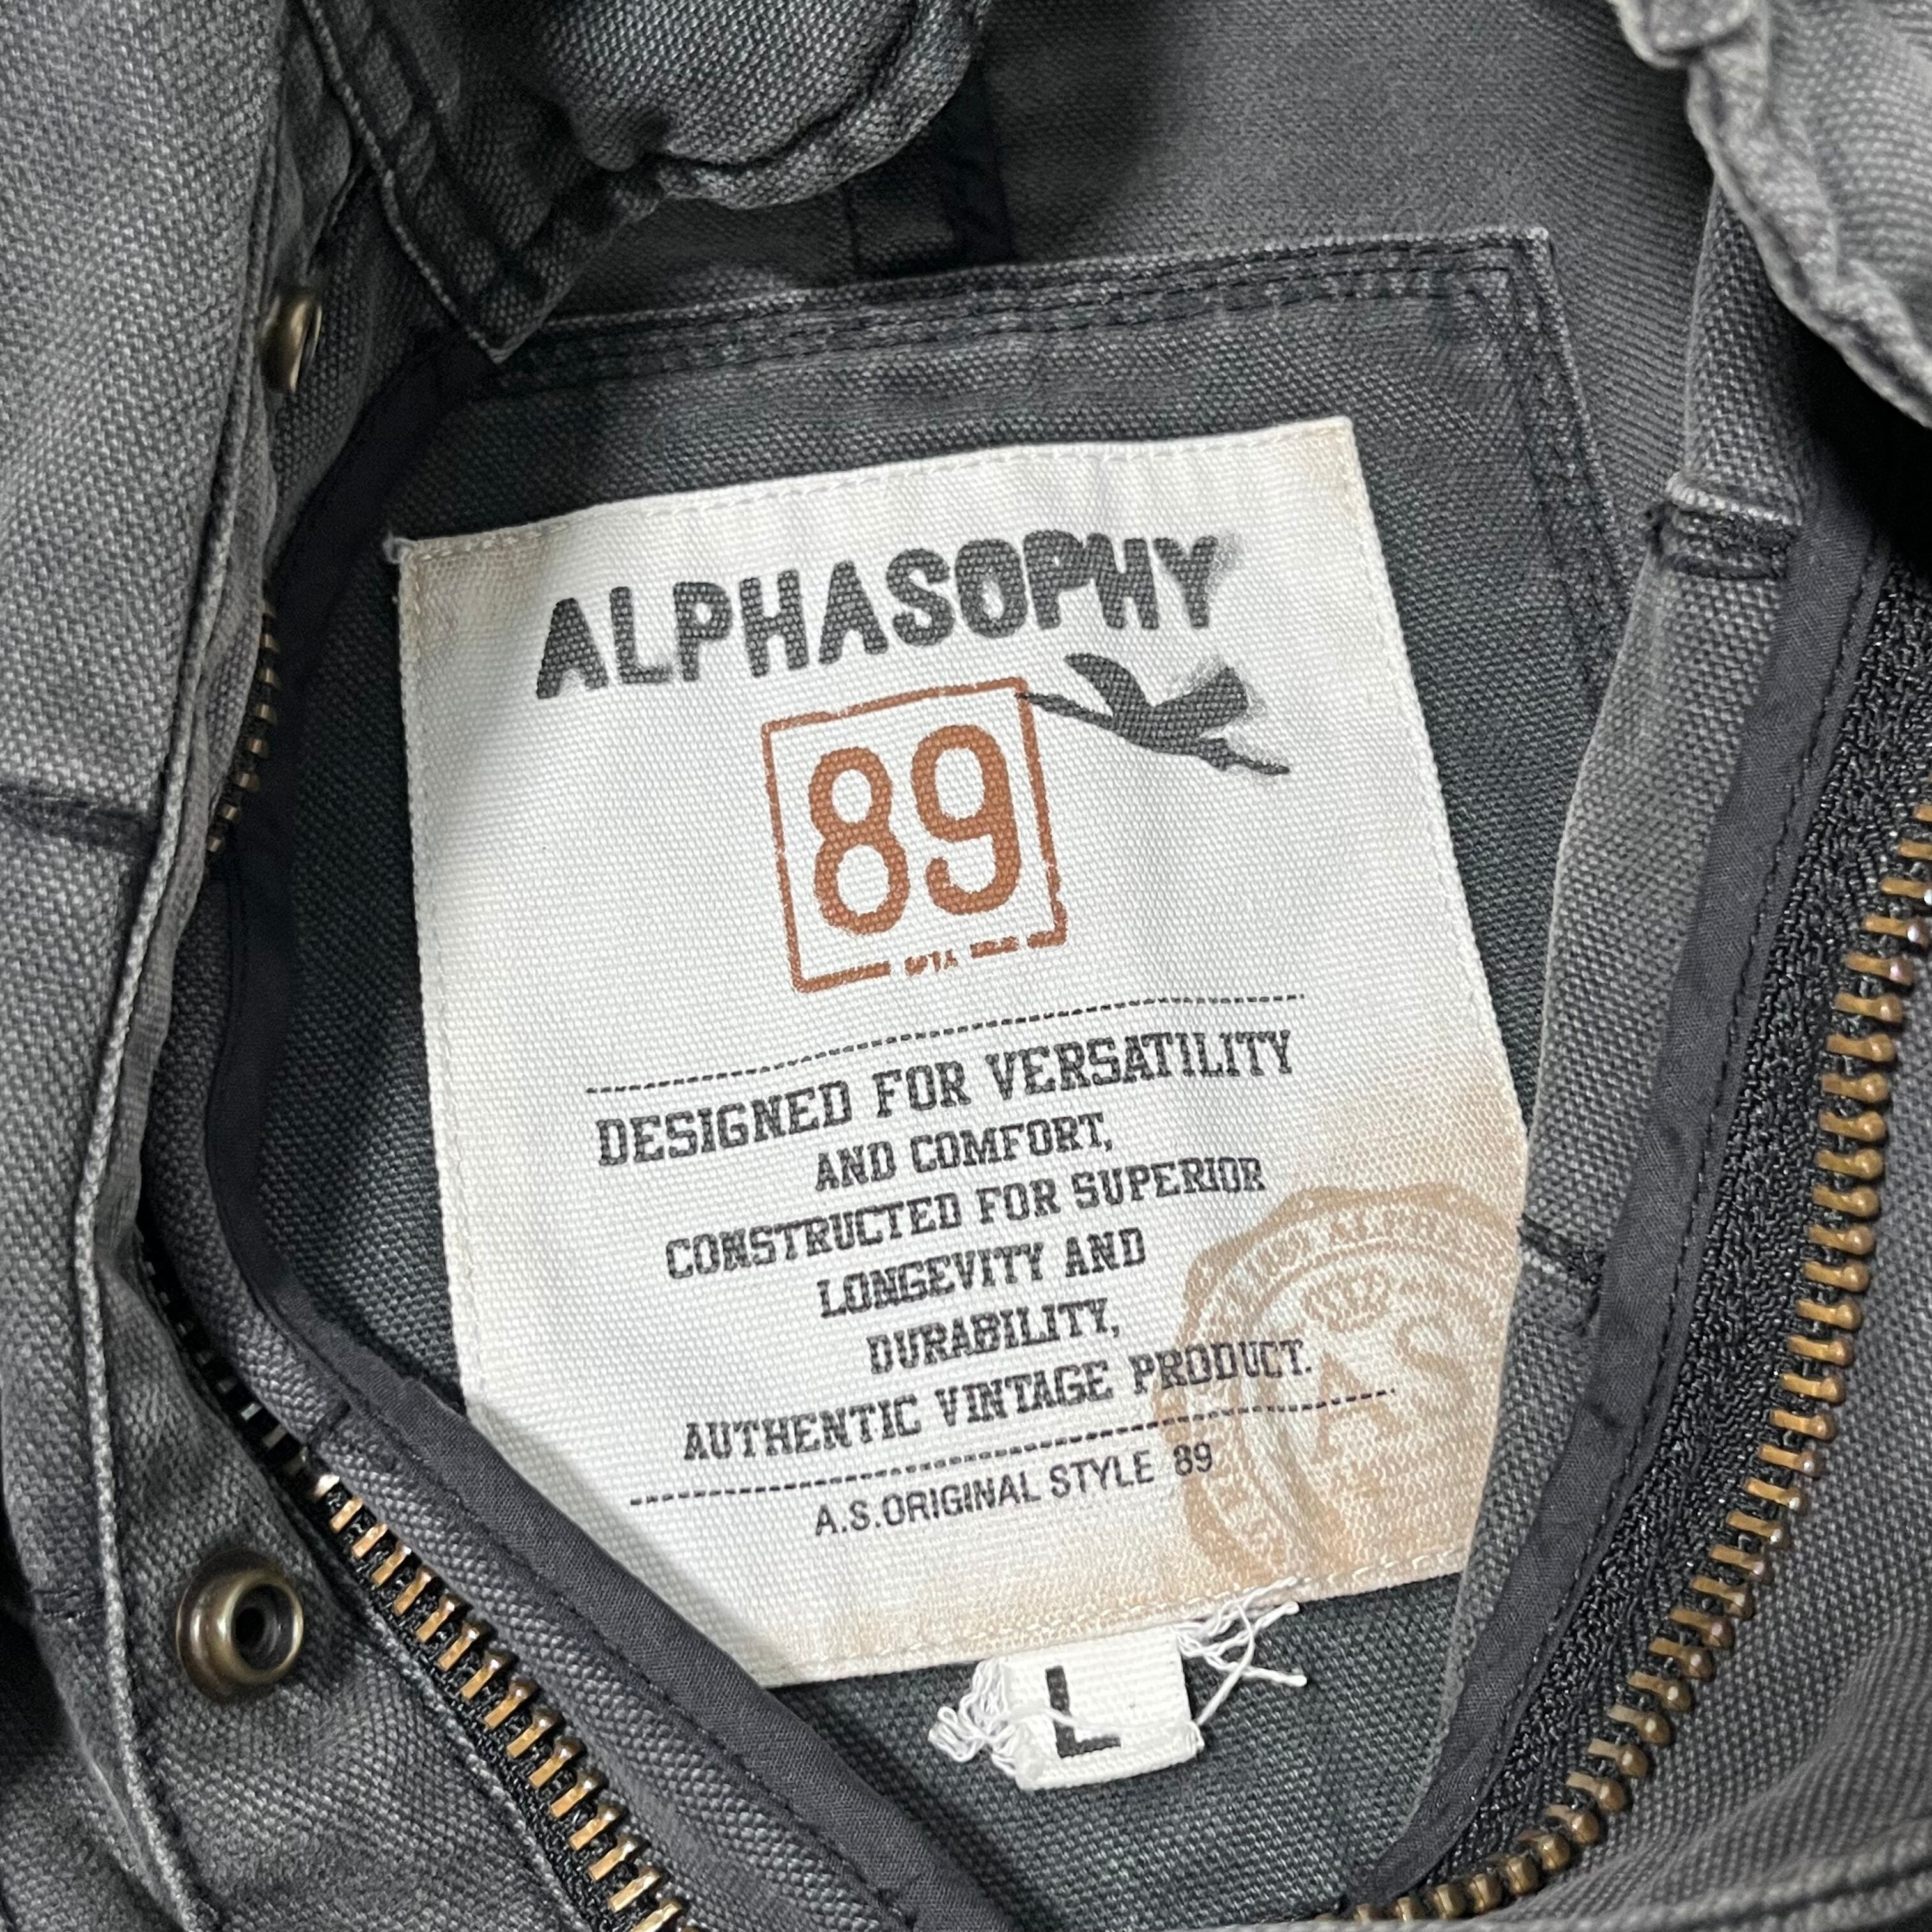 ALPHASOPHY
89
DESIGNED FOR VERSATILITY
AND COMFORT,
CONSTRUCTED FOR SUPERIOR
LONGEVITY AND
DURABILITY,
AUTHENTIC VINTAGE PRODUCT.
A.S.ORIGINAL STYLE 89
AS
L